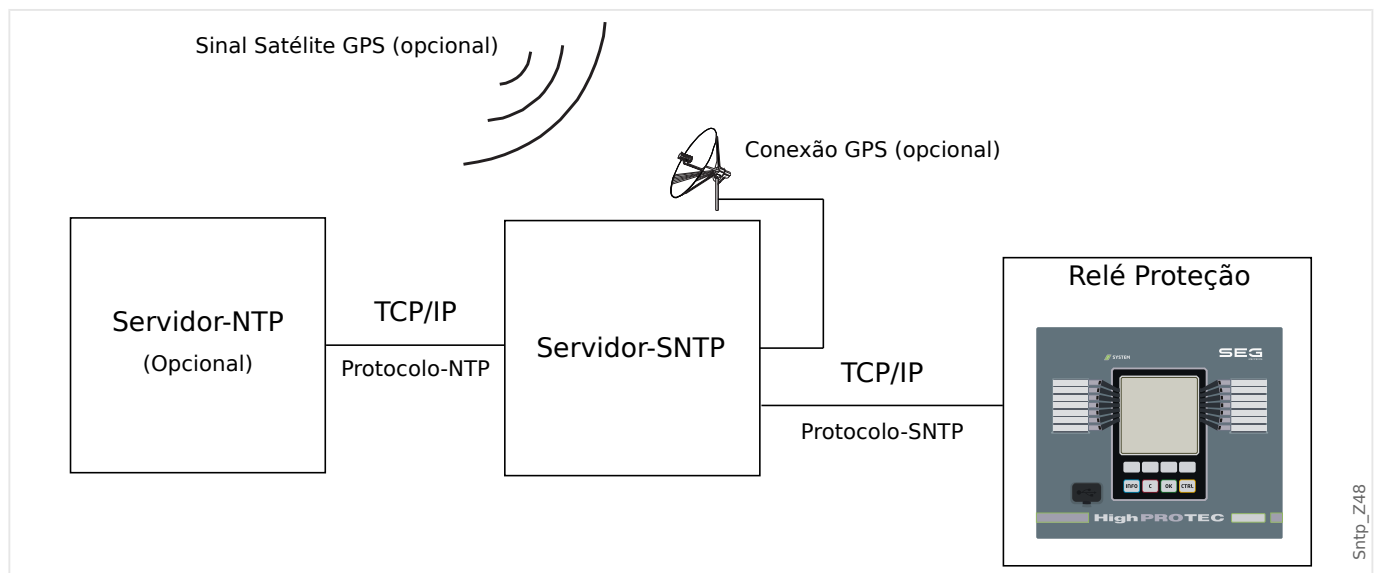 Sinal Satélite GPS (opcional)
Conexão GPS (opcional)
Servidor-NTP
(Opcional)
TCP/IP
Protocolo-NTP
Servidor-SNTP
TCP/IP
Protocolo-SNTP
Relé Proteção
SYSTEM
SEG
INFO
C
OK
CTRL
HighPROTEC
Sntp_Z48